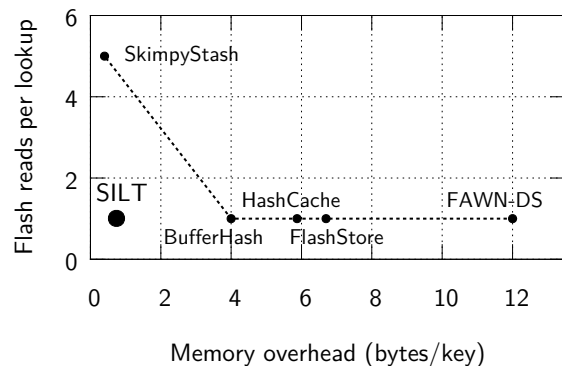 Flash reads per lookup
6
4
2
0
SkimpyStash
SILT
HashCache
FAWN-DS
BufferHash
FlashStore
0 2 4 6 8 10 12
Memory overhead (bytes/key)